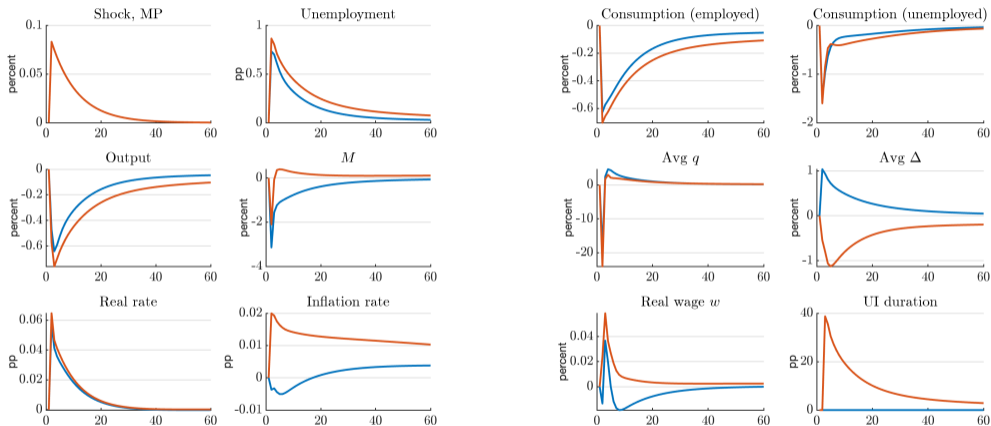 Shock, MP
Unemployment
Consumption (employed)
Consumption (unemployed)
0.1
0.05
0
percent
0 20 40 60
1
0.5
0
pp
0 20 40 60
0
-0.2
-0.4
-0.6
percent
0 20 40 60
0
-1
-2
percent
0 20 40 60
Output
M
Avg q
Avg Δ
0
-0.2
-0.4
-0.6
percent
0 20 40 60
0
-2
-4
percent
0 20 40 60
0
-10
-20
percent
0 20 40 60
1
0
-1
percent
0 20 40 60
Real rate
Inflation rate
Real wage w
UI duration
0.06
0.04
0.02
0
pp
0 20 40 60
0.02
0.01
0
-0.01
pp
0 20 40 60
0.04
0.02
0
percent
0 20 40 60
40
20
0
pp
0 20 40 60